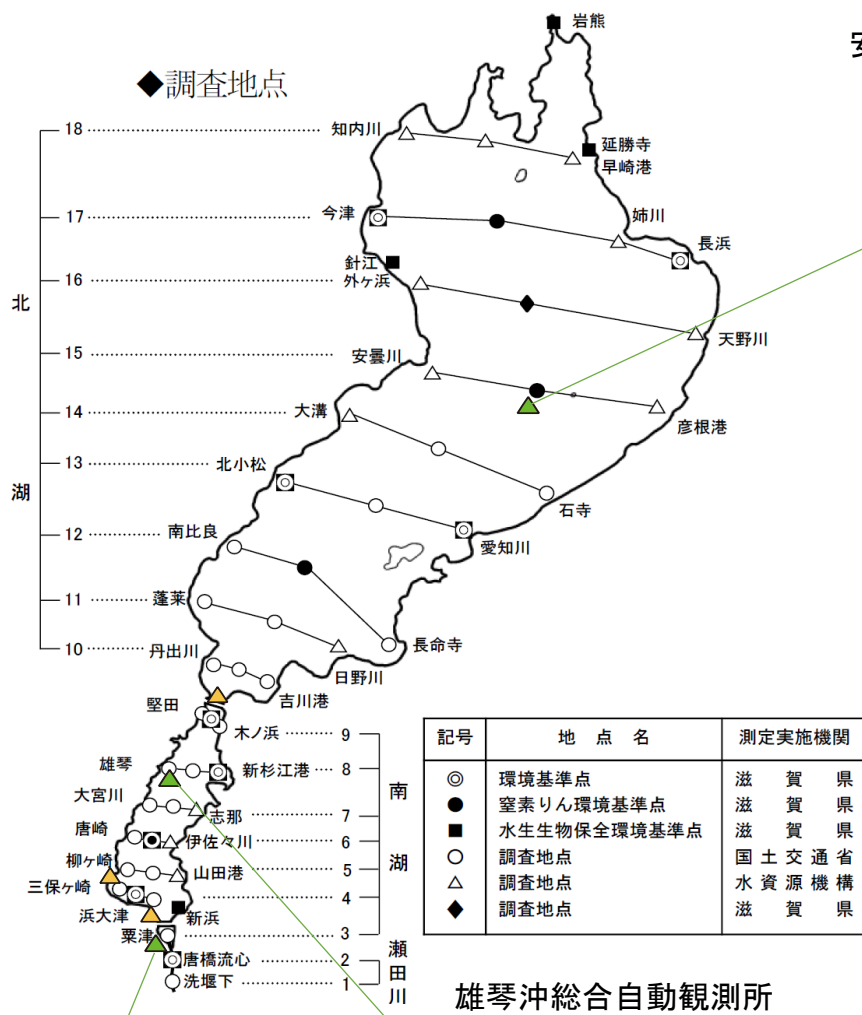 岩熊
安
◆調査地点
18 知内川
延勝寺
早崎港
17 今津
姉川
長浜
針江
16 外ヶ浜
北
天野川
15 安曇川
14 大溝
彦根港
13 北小松
湖
石寺
12 南比良
愛知川
11 蓬莱
長命寺
10 丹出川
日野川
吉川港
堅田
木ノ浜 9
雄琴
新杉江港 8
南
大宮川
志那 7
唐崎
伊佐々川 6
湖
柳ヶ崎
山田港 5
三保ヶ崎
4
浜大津
新浜
粟津 3
瀬田川
唐橋流心 2
洗堰下 1
記号 地点名 測定実施機関
◎ 環境基準点 滋賀県
● 窒素りん環境基準点 滋賀県
■ 水生生物保全環境基準点 滋賀県
○ 調査地点 国土交通省
△ 調査地点 水資源機構
◆ 調査地点 滋賀県
雄琴沖総合自動観測所